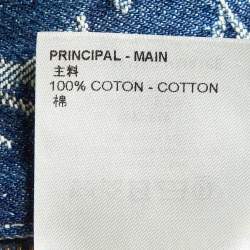 PRINCIPAL - MAIN
主料
100% COTON - COTTON
棉